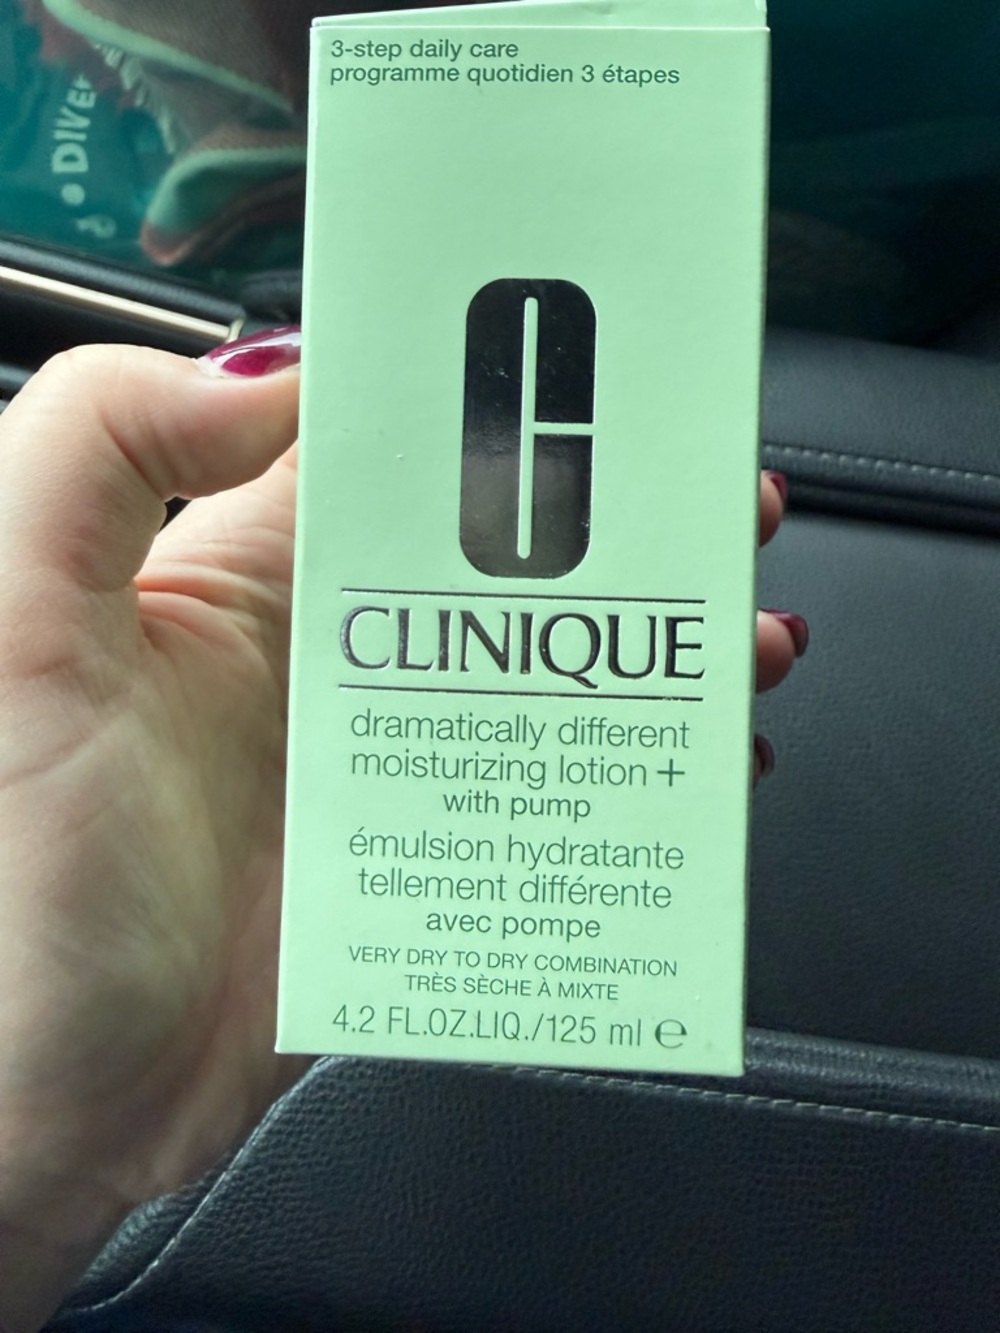 3-step daily care
programme quotidien 3 étapes
C
CLINIQUE
dramatically different
moisturizing lotion +
with pump
émulsion hydratante
tellement différente
avec pompe
VERY DRY TO DRY COMBINATION
TRÈS SÈCHE À MIXTE
4.2 FL.OZ.LIQ./125 ml ℮